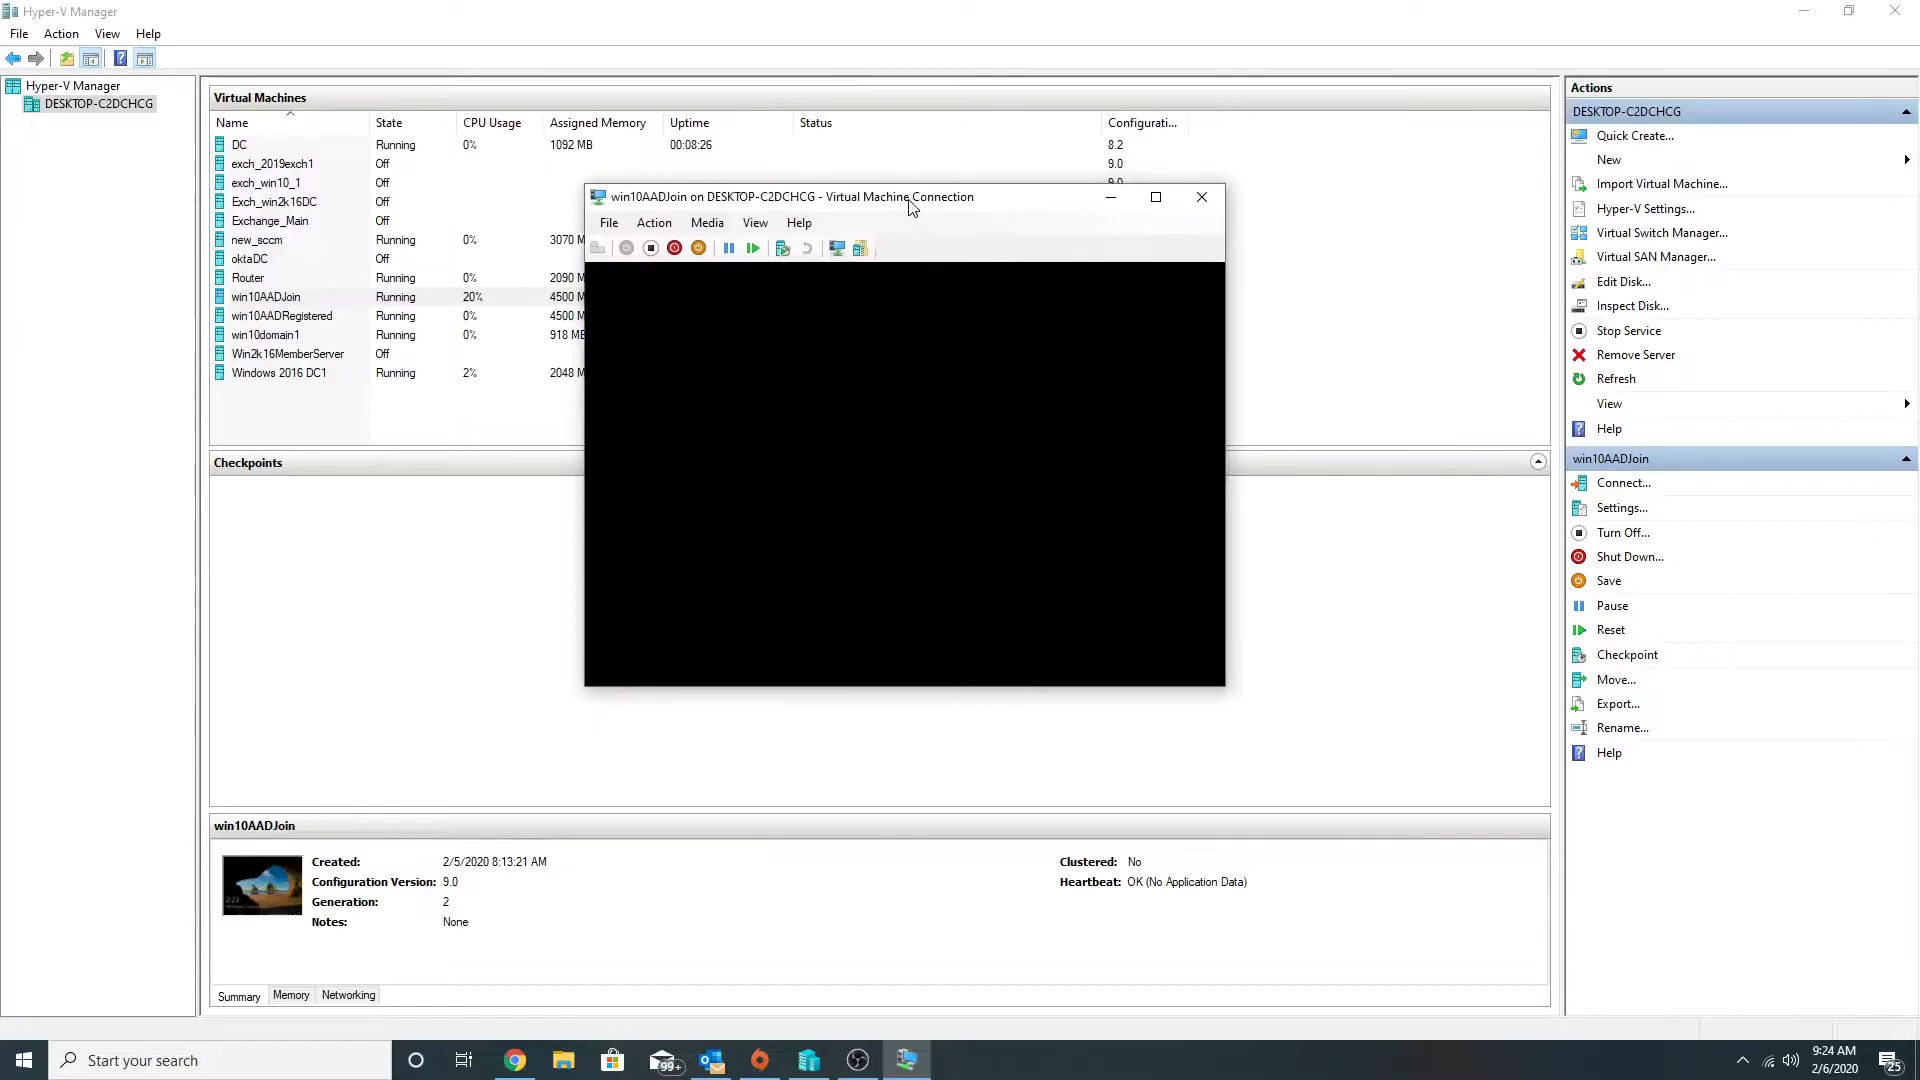 Hyper-V Manager
File Action View Help
Hyper-V Manager
DESKTOP-C2DCHCG
Virtual Machines
Name State CPU Usage Assigned Memory Uptime Status Configurati...
DC Running 0% 1092 MB 00:08:26 8.2
exch_2019exch1 Off 9.0
exch_win10_1 Off 9.0
Exch_win2k16DC Off
Exchange_Main Off
new_sccm Running 0% 3070 M
oktaDC Off
Router Running 0% 2090 M
win10AADJoin Running 20% 4500 M
win10AADRegistered Running 0% 4500 M
win10domain1 Running 0% 918 ME
Win2k16MemberServer Off
Windows 2016 DC1 Running 2% 2048 M
win10AADJoin on DESKTOP-C2DCHCG - Virtual Machine Connection
File Action Media View Help
Checkpoints
win10AADJoin
2:23
Created: 2/5/2020 8:13:21 AM
Configuration Version: 9.0
Generation: 2
Notes: None
Clustered: No
Heartbeat: OK (No Application Data)
Summary Memory Networking
Actions
DESKTOP-C2DCHCG
Quick Create...
New
Import Virtual Machine...
Hyper-V Settings...
Virtual Switch Manager...
Virtual SAN Manager...
Edit Disk...
Inspect Disk...
Stop Service
Remove Server
Refresh
View
Help
win10AADJoin
Connect...
Settings...
Turn Off...
Shut Down...
Save
Pause
Reset
Checkpoint
Move...
Export...
Rename...
Help
Start your search
99+
9:24 AM
2/6/2020
25